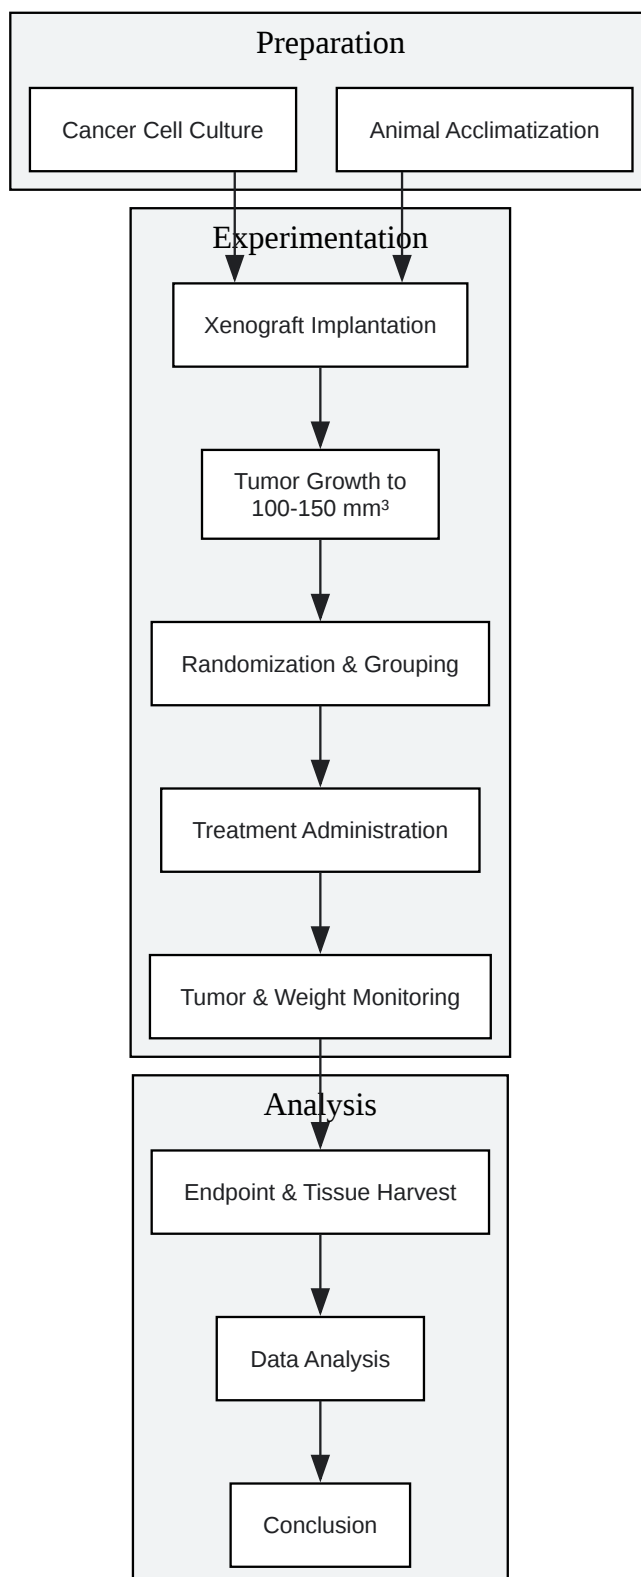 Preparation
Cancer Cell Culture
Animal Acclimatization
Experimentation
Xenograft Implantation
Tumor Growth to
100-150 mm³
Randomization & Grouping
Treatment Administration
Tumor & Weight Monitoring
Analysis
Endpoint & Tissue Harvest
Data Analysis
Conclusion